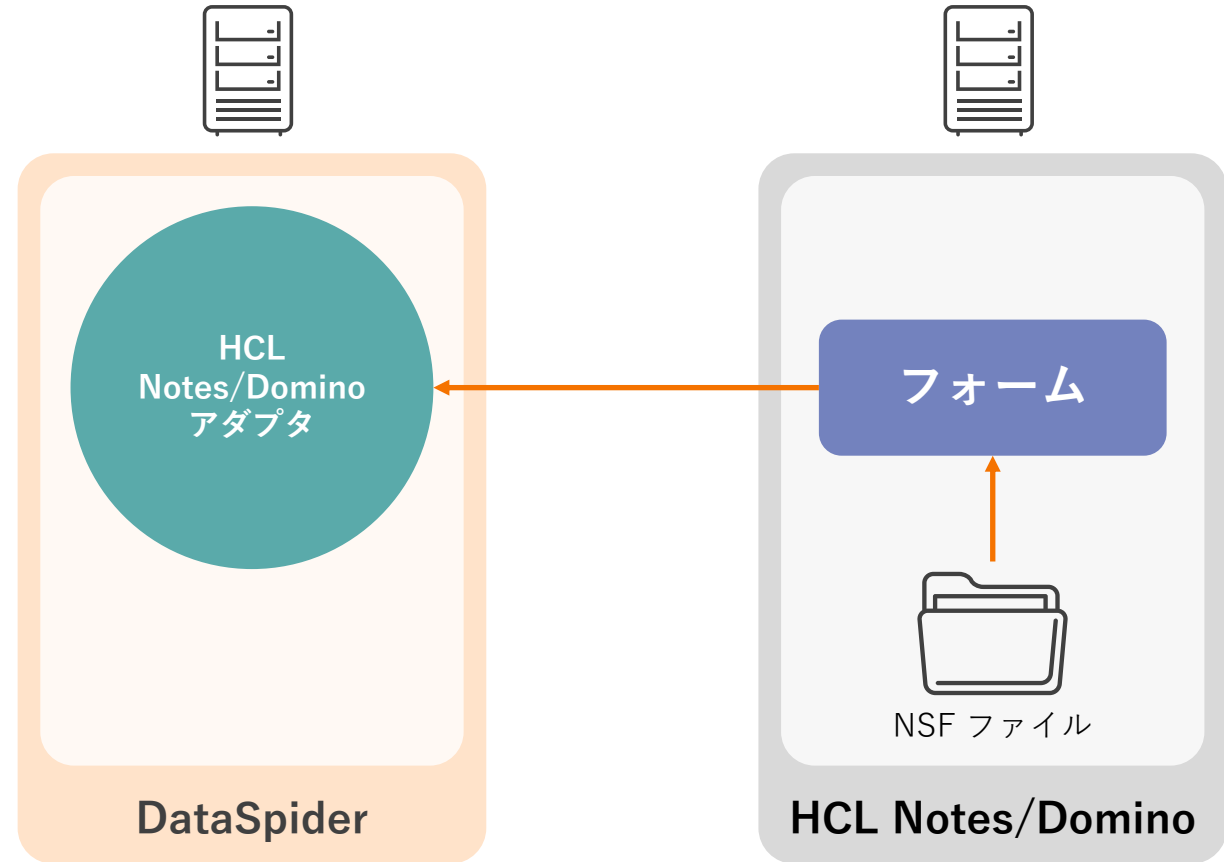 HCL
Notes/Domino
アダプタ
フォーム
NSF ファイル
DataSpider
HCL Notes/Domino